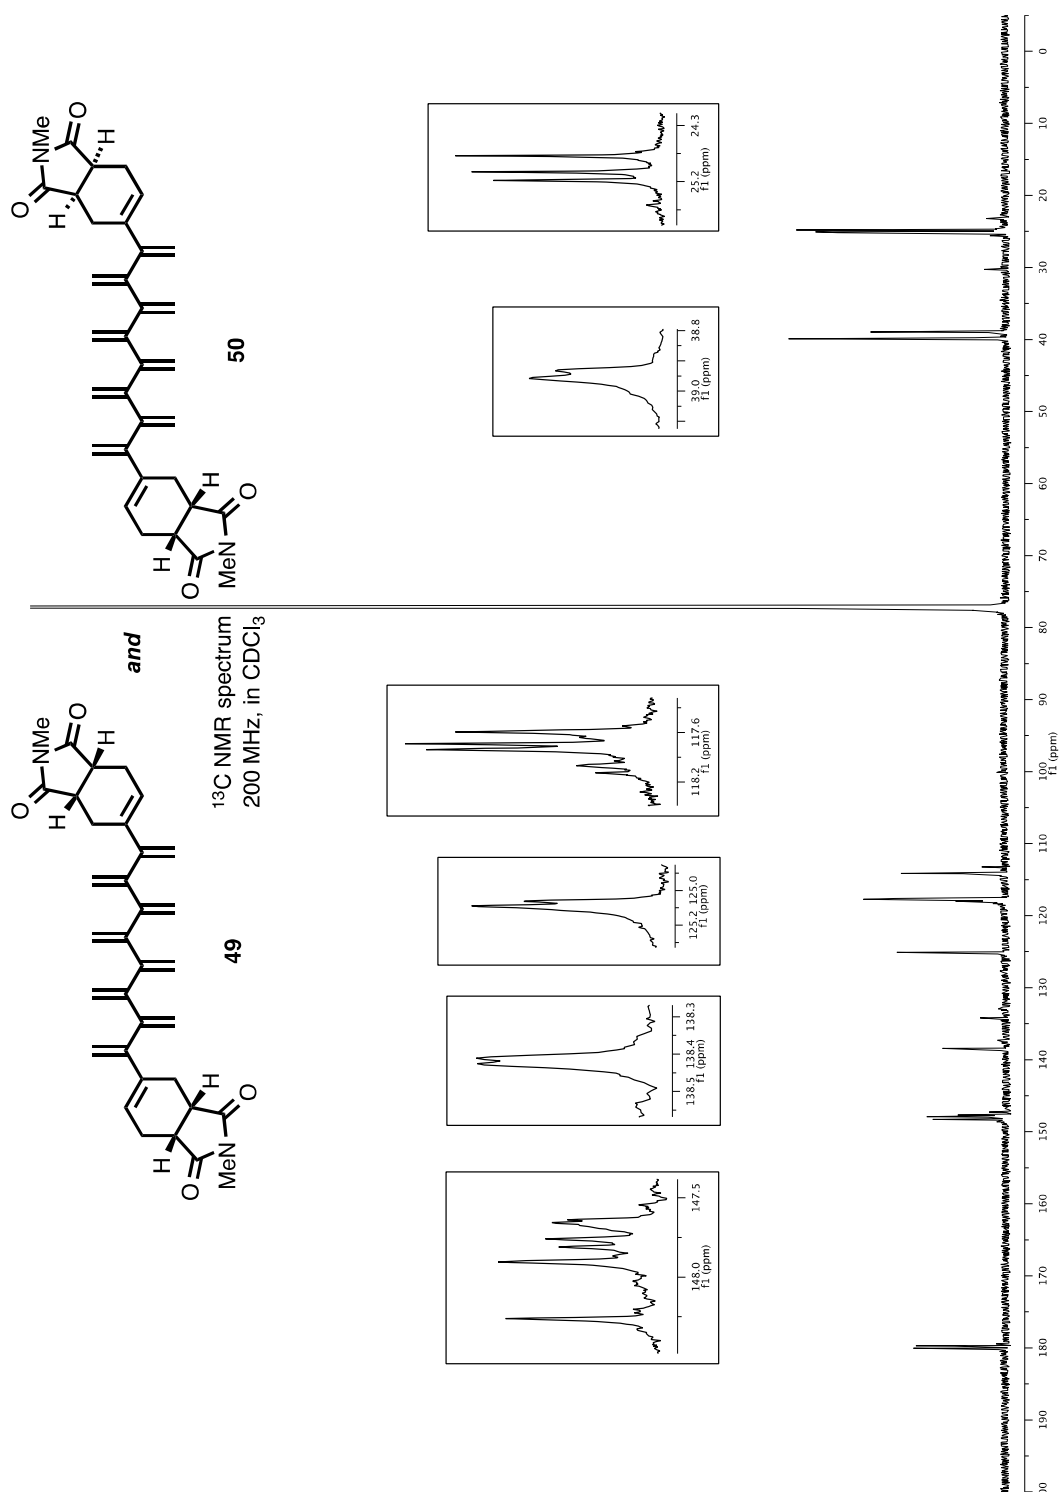 O
NMe
O
H
H
H
H
O
MeN
O
49
and
O
NMe
O
H
H
H
H
O
MeN
O
50
¹³C NMR spectrum
200 MHz, in CDCl₃
148.0 147.5
f1 (ppm)
138.5 138.4 138.3
f1 (ppm)
125.2 125.0
f1 (ppm)
118.2 117.6
f1 (ppm)
39.0 38.8
f1 (ppm)
25.2 24.3
f1 (ppm)
190 180 170 160 150 140 130 120 110 100 90 80 70 60 50 40 30 20 10 0
f1 (ppm)